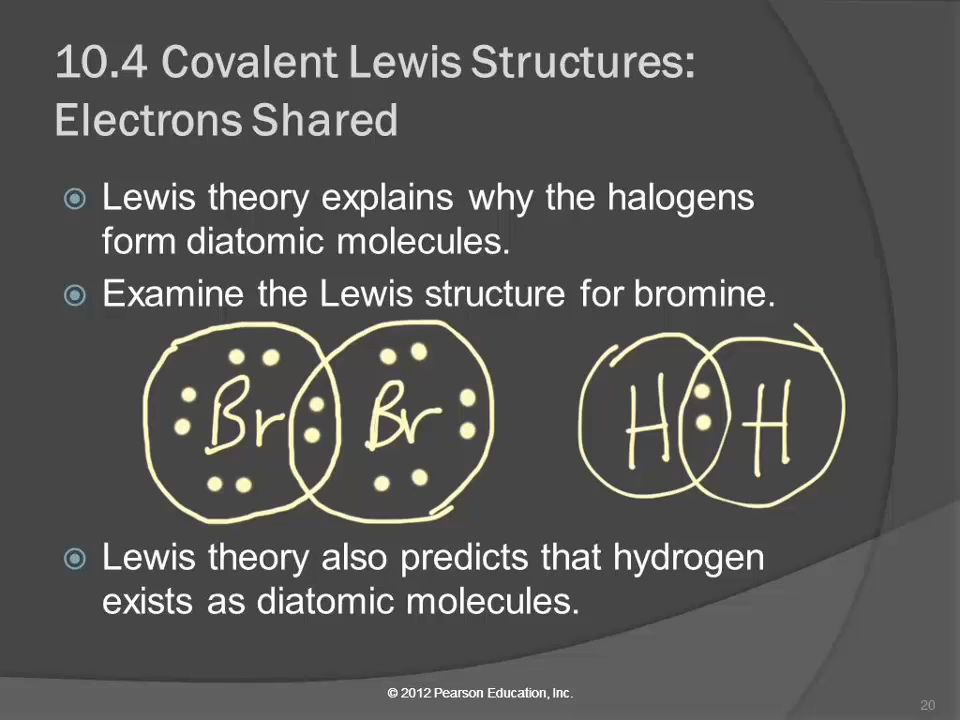 10.4 Covalent Lewis Structures:
Electrons Shared
Lewis theory explains why the halogens
form diatomic molecules.
Examine the Lewis structure for bromine.
Br Br H H
Lewis theory also predicts that hydrogen
exists as diatomic molecules.
© 2012 Pearson Education, Inc.
20